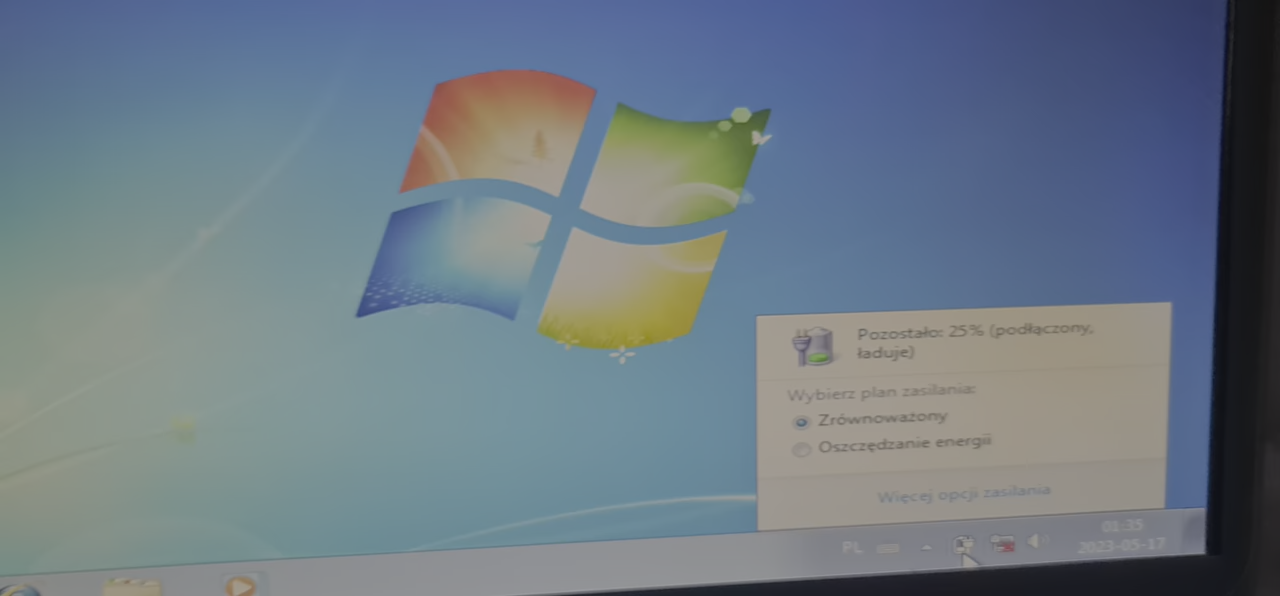 Pozostało: 25% (podłączony,
ładuje)
Wybierz plan zasilania:
Zrównoważony
Oszczędzanie energii
Więcej opcji zasilania
PL
01:35
2023-05-17